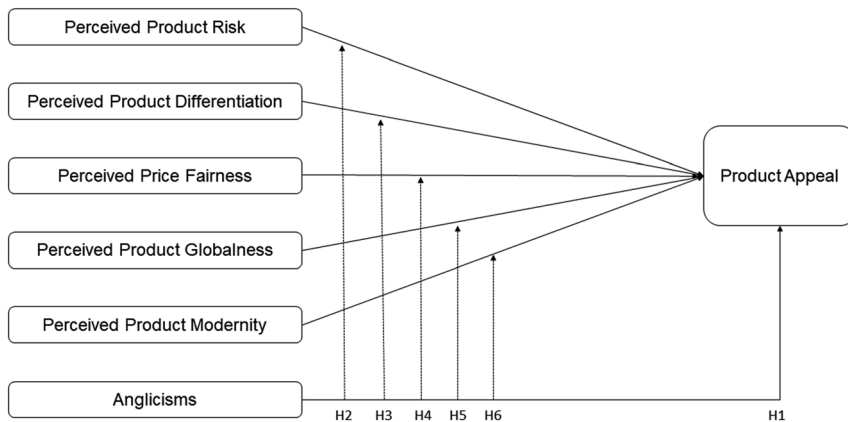 Perceived Product Risk
Perceived Product Differentiation
Perceived Price Fairness
Product Appeal
Perceived Product Globalness
Perceived Product Modernity
Anglicisms
H2 H3 H4 H5 H6 H1